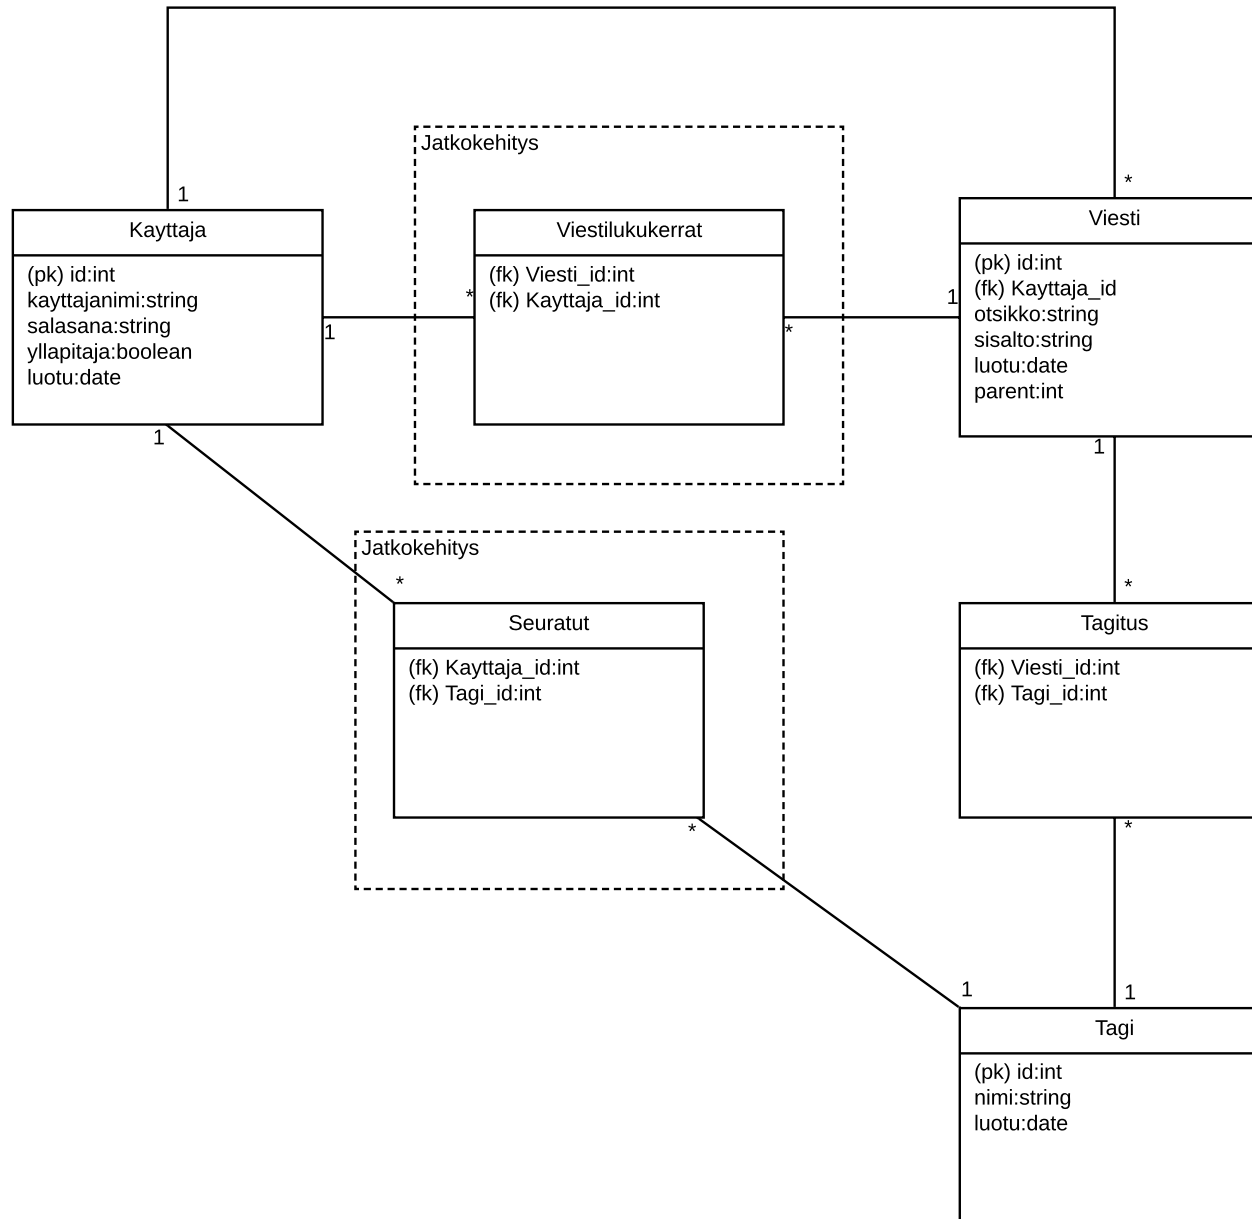 1
*
Jatkokehitys
Kayttaja
(pk) id:int
kayttajanimi:string
salasana:string
yllapitaja:boolean
luotu:date
1
*
Viestilukukerrat
(fk) Viesti_id:int
(fk) Kayttaja_id:int
*
1
Viesti
(pk) id:int
(fk) Kayttaja_id
otsikko:string
sisalto:string
luotu:date
parent:int
1
1
*
Jatkokehitys
*
Seuratut
(fk) Kayttaja_id:int
(fk) Tagi_id:int
*
Tagitus
(fk) Viesti_id:int
(fk) Tagi_id:int
*
1
1
Tagi
(pk) id:int
nimi:string
luotu:date